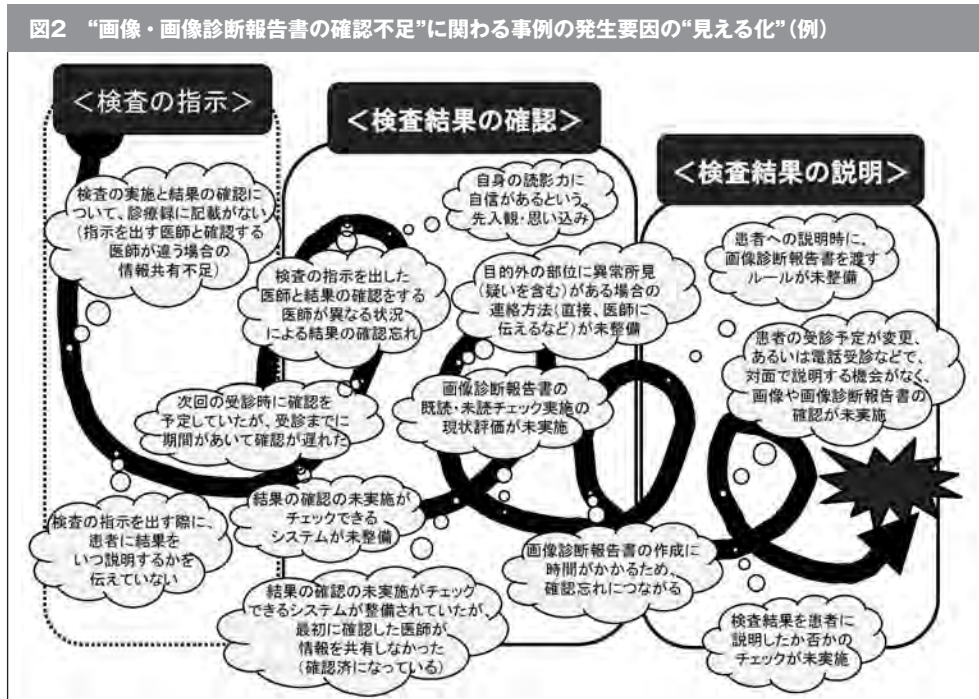 図2 “画像・画像診断報告書の確認不足”に関わる事例の発生要因の“見える化”（例）
＜検査の指示＞
検査の実施と結果の確認に
ついて、診療録に記載がない
（指示を出す医師と確認する
医師が違う場合の
情報共有不足）
検査の指示を出す際に、
患者に結果を
いつ説明するかを
伝えていない
＜検査結果の確認＞
自身の読影力に
自信があるという、
先入観・思い込み
検査の指示を出した
医師と結果の確認をする
医師が異なる状況
による結果の確認忘れ
目的外の部位に異常所見
（疑いを含む）がある場合の
連絡方法（直接、医師に
伝えるなど）が未整備
次回の受診時に確認を
予定していたが、受診までに
期間があいて確認が遅れた
画像診断報告書の
既読・未読チェック実施の
現状評価が未実施
結果の確認の未実施が
チェックできる
システムが未整備
画像診断報告書の作成に
時間がかかるため、
確認忘れにつながる
結果の確認の未実施がチェック
できるシステムが整備されていたが、
最初に確認した医師が
情報を共有しなかった
（確認済になっている）
＜検査結果の説明＞
患者への説明時に、
画像診断報告書を渡す
ルールが未整備
患者の受診予定が変更、
あるいは電話受診などで、
対面で説明する機会がなく、
画像や画像診断報告書の
確認が未実施
検査結果を患者に
説明したか否かの
チェックが未実施